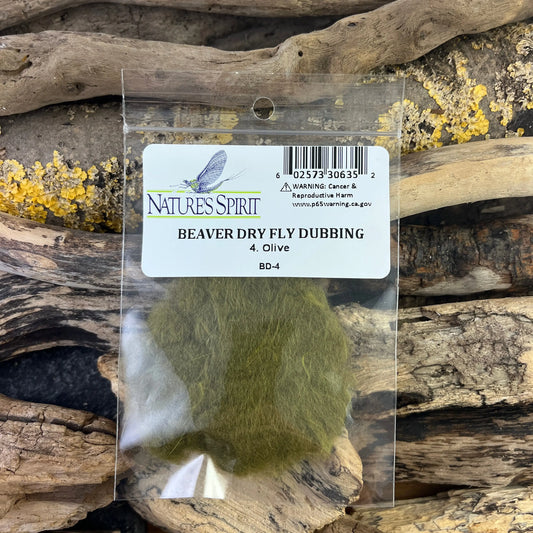 6 02573 30635 2
WARNING: Cancer &
Reproductive Harm
www.p65warning.ca.gov
NATURE'S SPIRIT
BEAVER DRY FLY DUBBING
4. Olive
BD-4